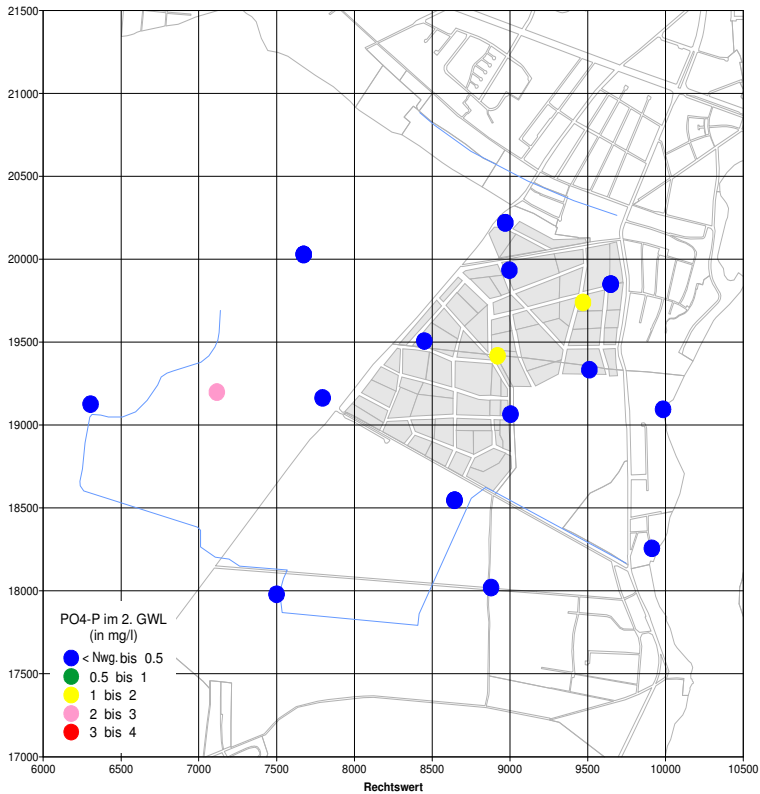 21500
21000
20500
20000
19500
19000
18500
18000
17500
17000
PO4-P im 2. GWL
(in mg/l)
< Nwg. bis 0.5
0.5 bis 1
1 bis 2
2 bis 3
3 bis 4
6000 6500 7000 7500 8000 8500 9000 9500 10000 10500
Rechtswert